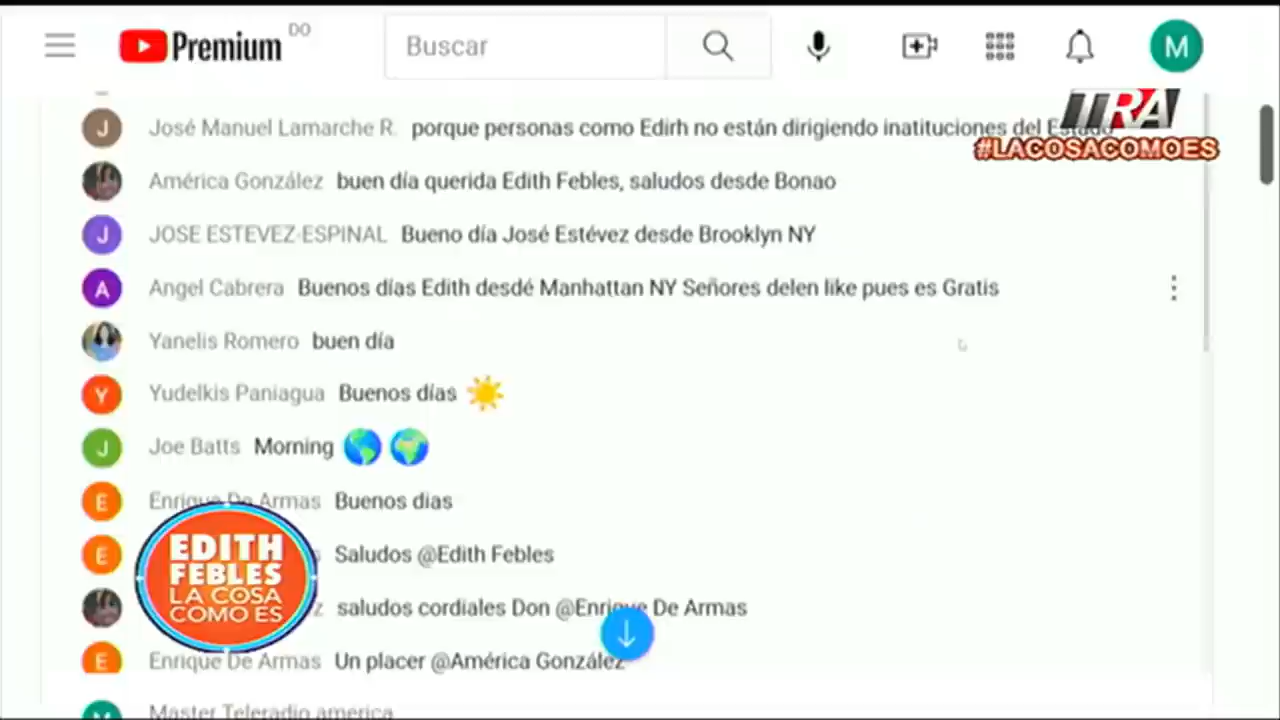 Premium DO
Buscar
M
TRA
#LACOSACOMOES
J José Manuel Lamarche R. porque personas como Edirh no están dirigiendo inatituciones del Estado
América González buen día querida Edith Febles, saludos desde Bonao
J JOSE ESTEVEZ-ESPINAL Bueno día José Estévez desde Brooklyn NY
A Angel Cabrera Buenos días Edith desdé Manhattan NY Señores delen like pues es Gratis
Yanelis Romero buen día
Y Yudelkis Paniagua Buenos días ☀️
J Joe Batts Morning 🌎 🌍
E Enrique De Armas Buenos dias
E Saludos @Edith Febles
saludos cordiales Don @Enrique De Armas
E Enrique De Armas Un placer @América González
Master Teleradio america
EDITH
FEBLES
LA COSA
COMO ES